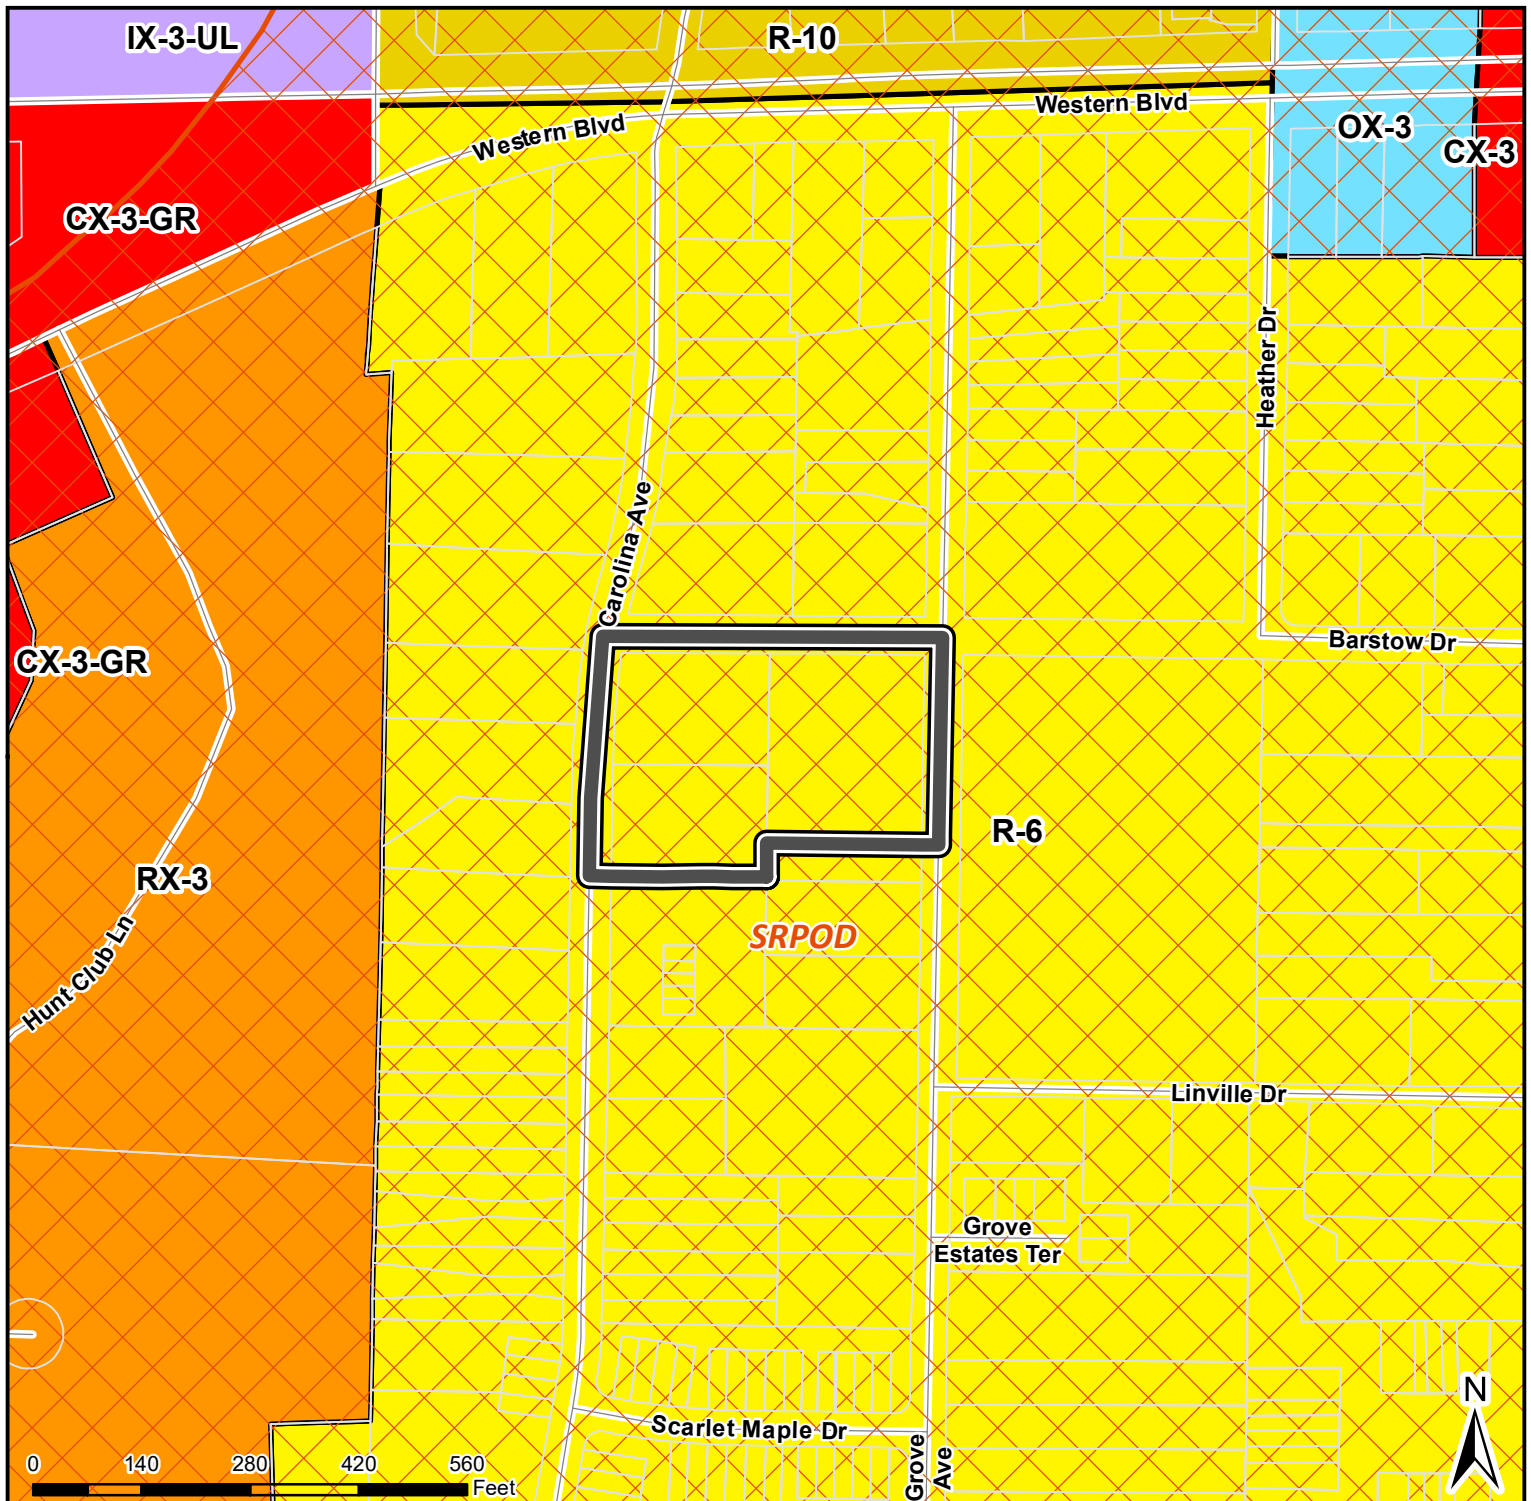 IX-3-UL
R-10
Western Blvd
Western Blvd
OX-3
CX-3
CX-3-GR
Heather Dr
Carolina Ave
Barstow Dr
CX-3-GR
R-6
RX-3
SRPOD
Hunt Club Ln
Linville Dr
Grove
Estates Ter
N
Scarlet Maple Dr
Grove
Ave
0 140 280 420 560
Feet